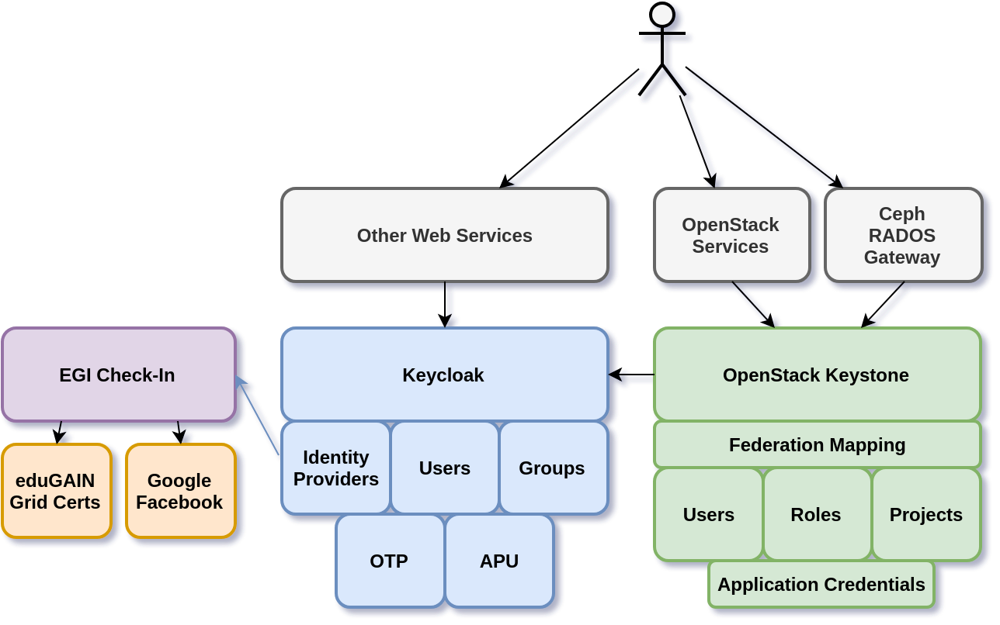 Other Web Services
OpenStack
Services
Ceph
RADOS
Gateway
EGI Check-In
Keycloak
OpenStack Keystone
eduGAIN
Grid Certs
Google
Facebook
Identity
Providers
Users
Groups
Federation Mapping
Users
Roles
Projects
OTP
APU
Application Credentials